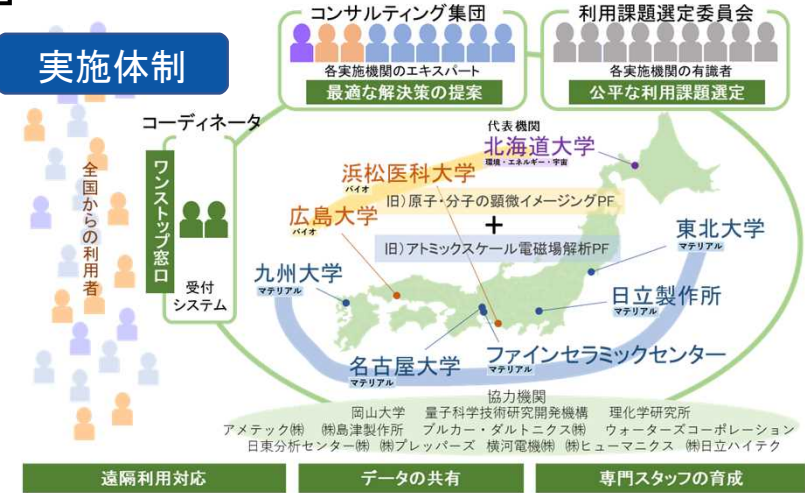 実施体制
コンサルティング集団
各実施機関のエキスパート
最適な解決策の提案
利用課題選定委員会
各実施機関の有識者
公平な利用課題選定
全国からの利用者
コーディネータ
ワンストップ窓口
受付
システム
代表機関
北海道大学
環境・エネルギー・宇宙
浜松医科大学
バイオ
旧）原子・分子の顕微イメージングPF
広島大学
バイオ
+
旧）アトミックスケール電磁場解析PF
東北大学
マテリアル
九州大学
マテリアル
日立製作所
マテリアル
名古屋大学
マテリアル
ファインセラミックセンター
マテリアル
協力機関
岡山大学 量子科学技術研究開発機構 理化学研究所
アメテック㈱ ㈱島津製作所 ブルカー・ダルトニクス㈱ ウォーターズコーポレーション
日東分析センター㈱ ㈱プレッパーズ 横河電機㈱ ㈱ヒューマニクス ㈱日立ハイテク
遠隔利用対応
データの共有
専門スタッフの育成